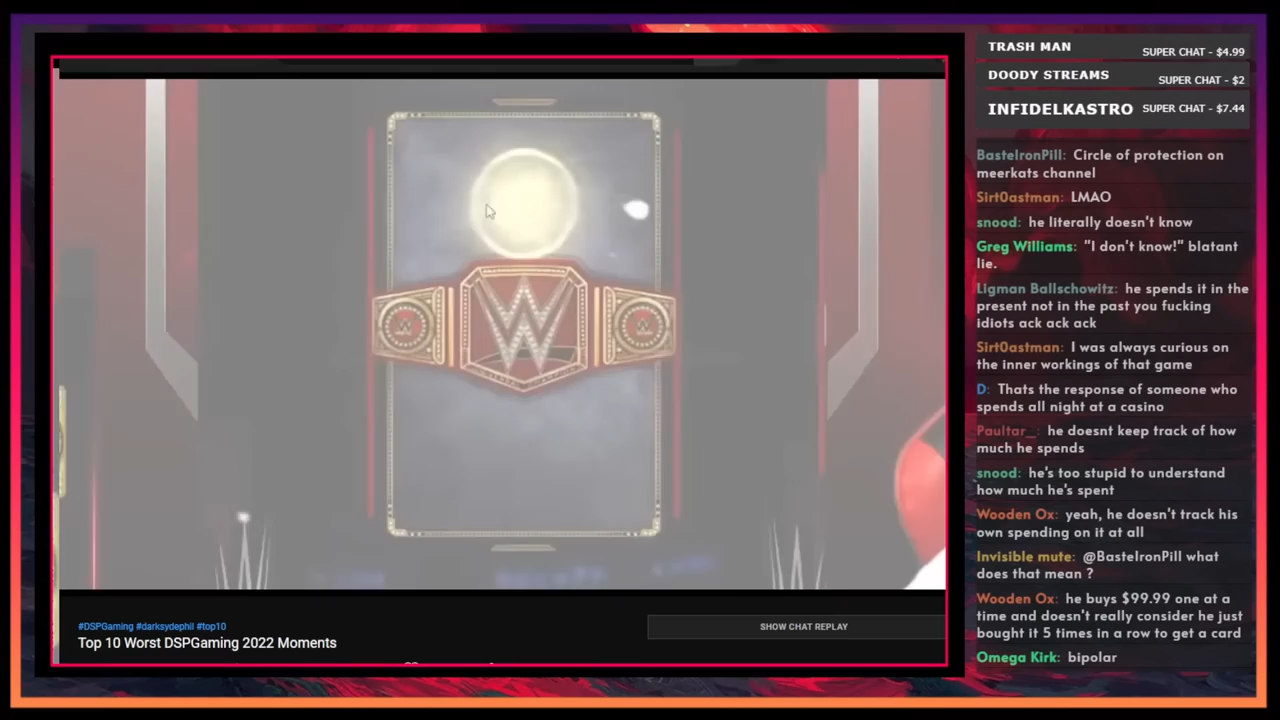 TRASH MAN SUPER CHAT - $4.99
DOODY STREAMS SUPER CHAT - $2
INFIDELKASTRO SUPER CHAT - $7.44
BasteIronPill: Circle of protection on
meerkats channel
Sirt0astman: LMAO
snood: he literally doesn't know
Greg Williams: "I don't know!" blatant
lie.
Ligman Ballschowitz: he spends it in the
present not in the past you fucking
idiots ack ack ack
Sirt0astman: I was always curious on
the inner workings of that game
D: Thats the response of someone who
spends all night at a casino
Paultar_: he doesnt keep track of how
much he spends
snood: he's too stupid to understand
how much he's spent
Wooden Ox: yeah, he doesn't track his
own spending on it at all
Invisible mute: @BasteIronPill what
does that mean ?
Wooden Ox: he buys $99.99 one at a
time and doesn't really consider he just
bought it 5 times in a row to get a card
Omega Kirk: bipolar
W
#DSPGaming #darksydephil #top10
Top 10 Worst DSPGaming 2022 Moments
SHOW CHAT REPLAY